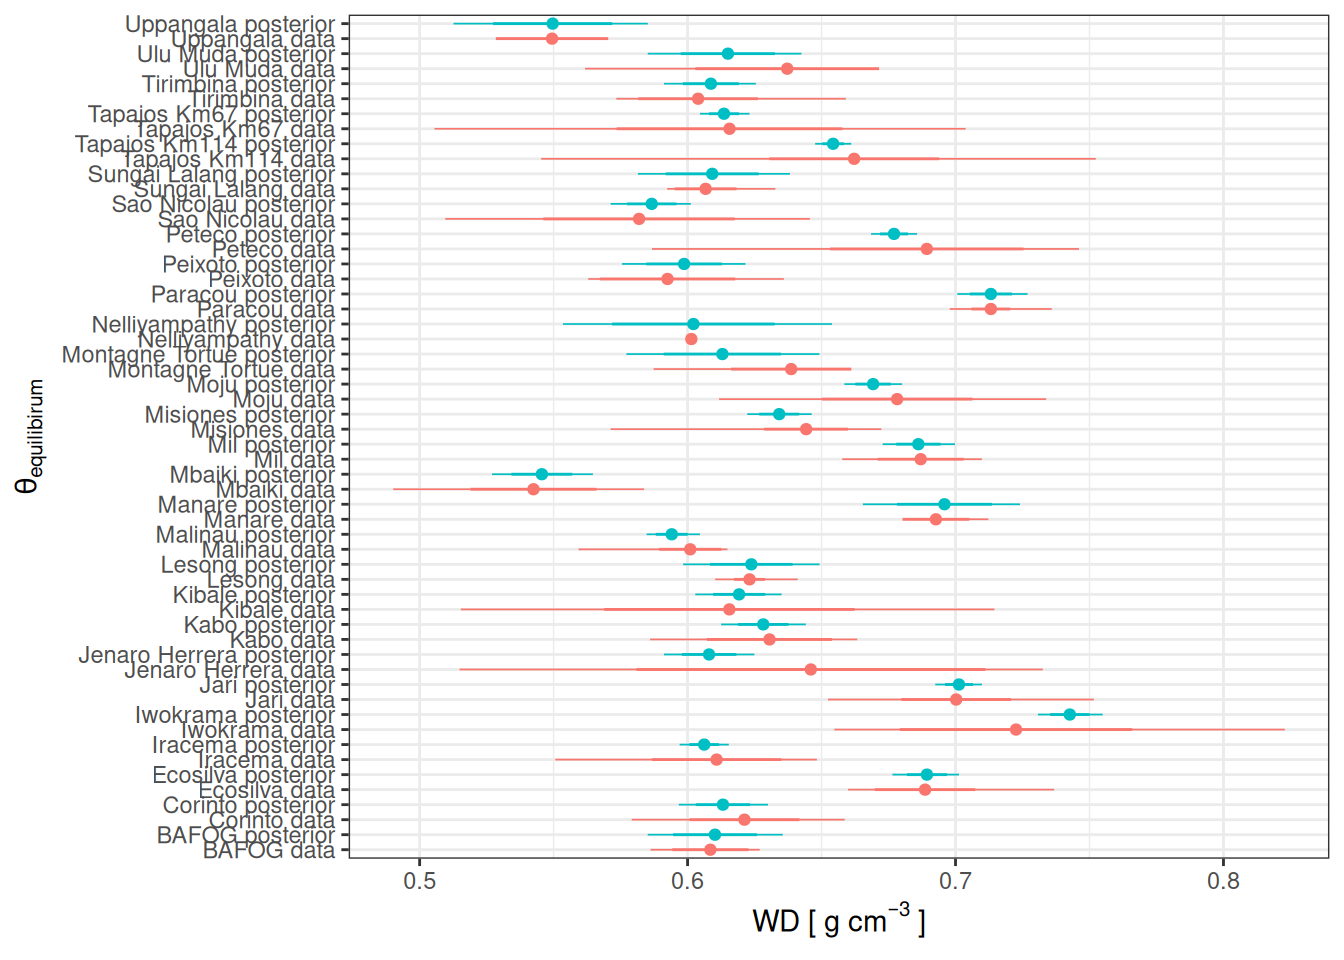 Uppangala posterior
Uppangala data
Ulu Muda posterior
Ulu Muda data
Tirimbina posterior
Tirimbina data
Tapajos Km67 posterior
Tapajos Km67 data
Tapajos Km114 posterior
Tapajos Km114 data
Sungai Lalang posterior
Sungai Lalang data
Sao Nicolau posterior
Sao Nicolau data
Peteco posterior
Peteco data
Peixoto posterior
Peixoto data
Paracou posterior
Paracou data
Nelliyampathy posterior
Nelliyampathy data
Montagne Tortue posterior
Montagne Tortue data
Moju posterior
Moju data
Misiones posterior
Misiones data
Mil posterior
Mil data
Mbaiki posterior
Mbaiki data
Manare posterior
Manare data
Malinau posterior
Malinau data
Lesong posterior
Lesong data
Kibale posterior
Kibale data
Kabo posterior
Kabo data
Jenaro Herrera posterior
Jenaro Herrera data
Jari posterior
Jari data
Iwokrama posterior
Iwokrama data
Iracema posterior
Iracema data
Ecosilva posterior
Ecosilva data
Corinto posterior
Corinto data
BAFOG posterior
BAFOG data
θequilibirum
0.5 0.6 0.7 0.8
WD [ g cm⁻³ ]